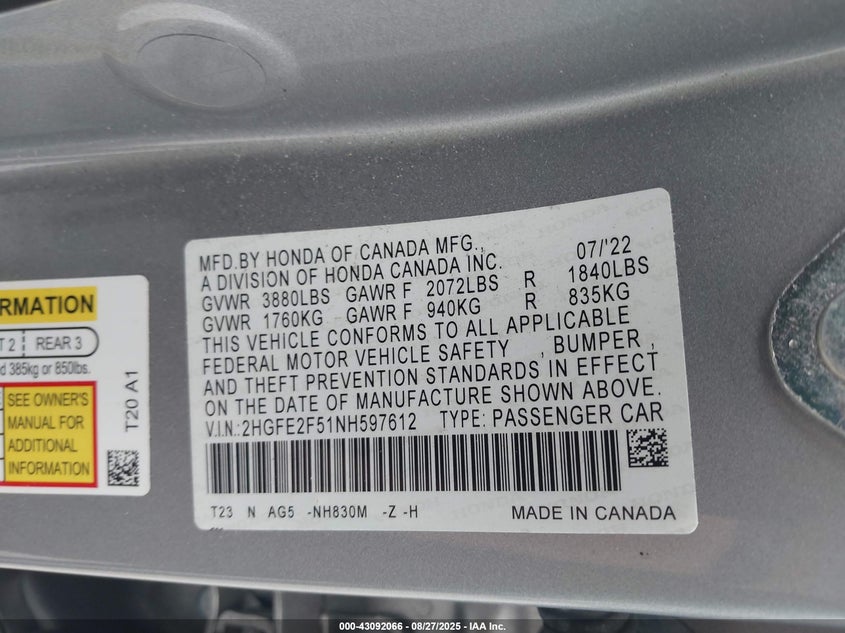 MFD.BY HONDA OF CANADA MFG., 07/'22
A DIVISION OF HONDA CANADA INC.
GVWR 3880LBS GAWR F 2072LBS R 1840LBS
GVWR 1760KG GAWR F 940KG R 835KG
THIS VEHICLE CONFORMS TO ALL APPLICABLE
FEDERAL MOTOR VEHICLE SAFETY , BUMPER ,
AND THEFT PREVENTION STANDARDS IN EFFECT
ON THE DATE OF MANUFACTURE SHOWN ABOVE.
V.I.N.:2HGFE2F51NH597612 TYPE: PASSENGER CAR
T23 N AG5 -NH830M -Z -H MADE IN CANADA
RMATION
2 REAR 3
385kg or 850lbs.
SEE OWNER'S
MANUAL FOR
ADDITIONAL
INFORMATION
T20 A1
000-43092066 - 08/27/2025 - IAA Inc.